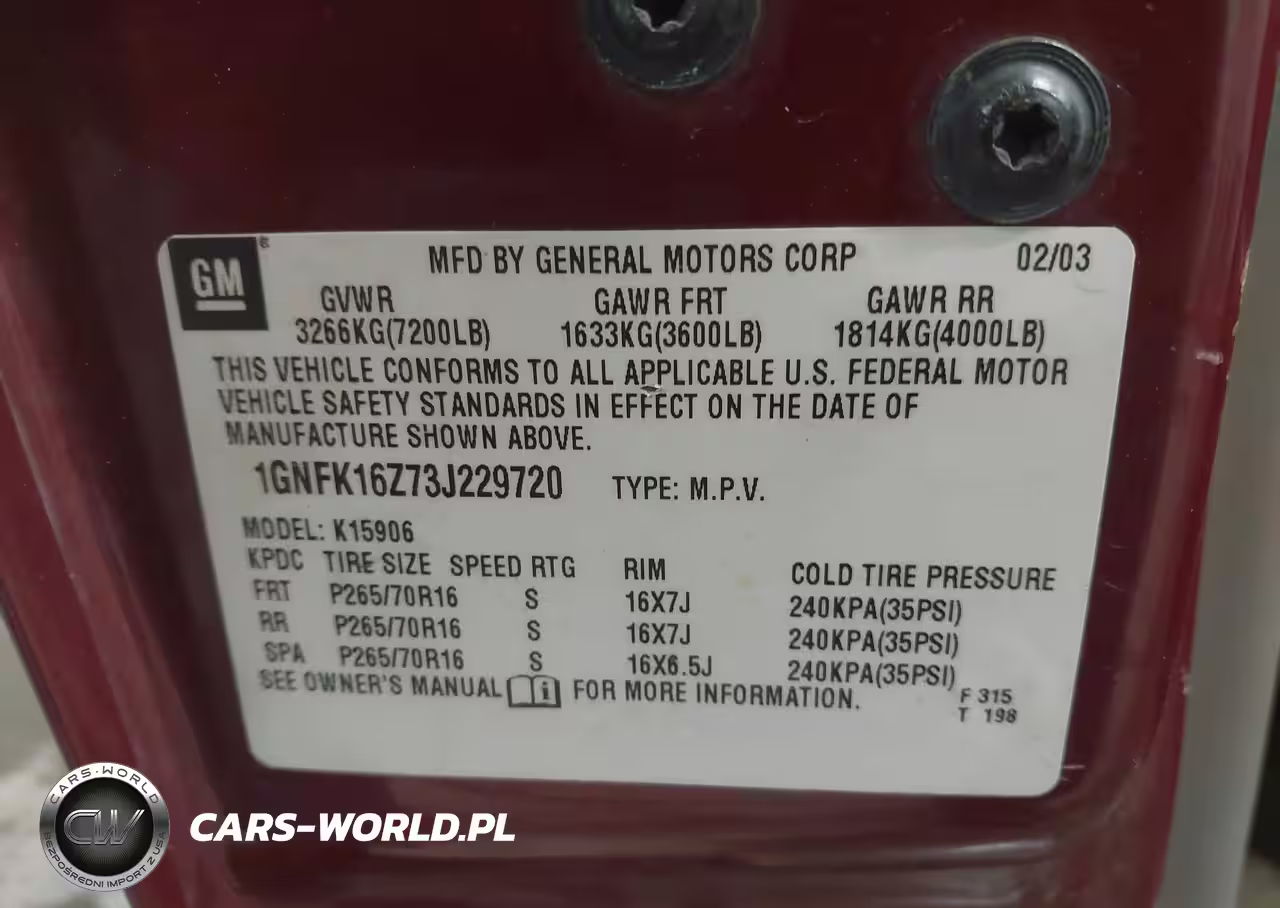 GM® MFD BY GENERAL MOTORS CORP 02/03
GVWR GAWR FRT GAWR RR
3266KG(7200LB) 1633KG(3600LB) 1814KG(4000LB)
THIS VEHICLE CONFORMS TO ALL APPLICABLE U.S. FEDERAL MOTOR
VEHICLE SAFETY STANDARDS IN EFFECT ON THE DATE OF
MANUFACTURE SHOWN ABOVE.
1GNFK16Z73J229720 TYPE: M.P.V.
MODEL: K15906
KPDC TIRE SIZE SPEED RTG RIM COLD TIRE PRESSURE
FRT P265/70R16 S 16X7J 240KPA(35PSI)
RR P265/70R16 S 16X7J 240KPA(35PSI)
SPA P265/70R16 S 16X6.5J 240KPA(35PSI)
SEE OWNER'S MANUAL i FOR MORE INFORMATION.
F 315
T 198
CARS-WORLD
CW
BEZPOŚREDNI IMPORT Z USA
CARS-WORLD.PL